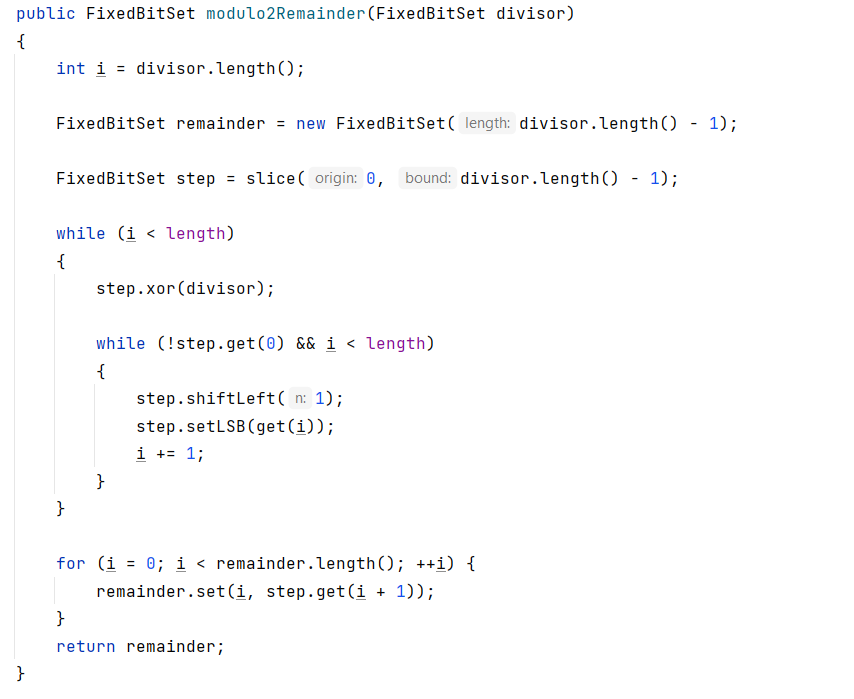 public FixedBitSet modulo2Remainder(FixedBitSet divisor)
{
int i = divisor.length();
FixedBitSet remainder = new FixedBitSet( length: divisor.length() - 1);
FixedBitSet step = slice( origin: 0, bound: divisor.length() - 1);
while (i < length)
{
step.xor(divisor);
while (!step.get(0) && i < length)
{
step.shiftLeft( n: 1);
step.setLSB(get(i));
i += 1;
}
}
for (i = 0; i < remainder.length(); ++i) {
remainder.set(i, step.get(i + 1));
}
return remainder;
}